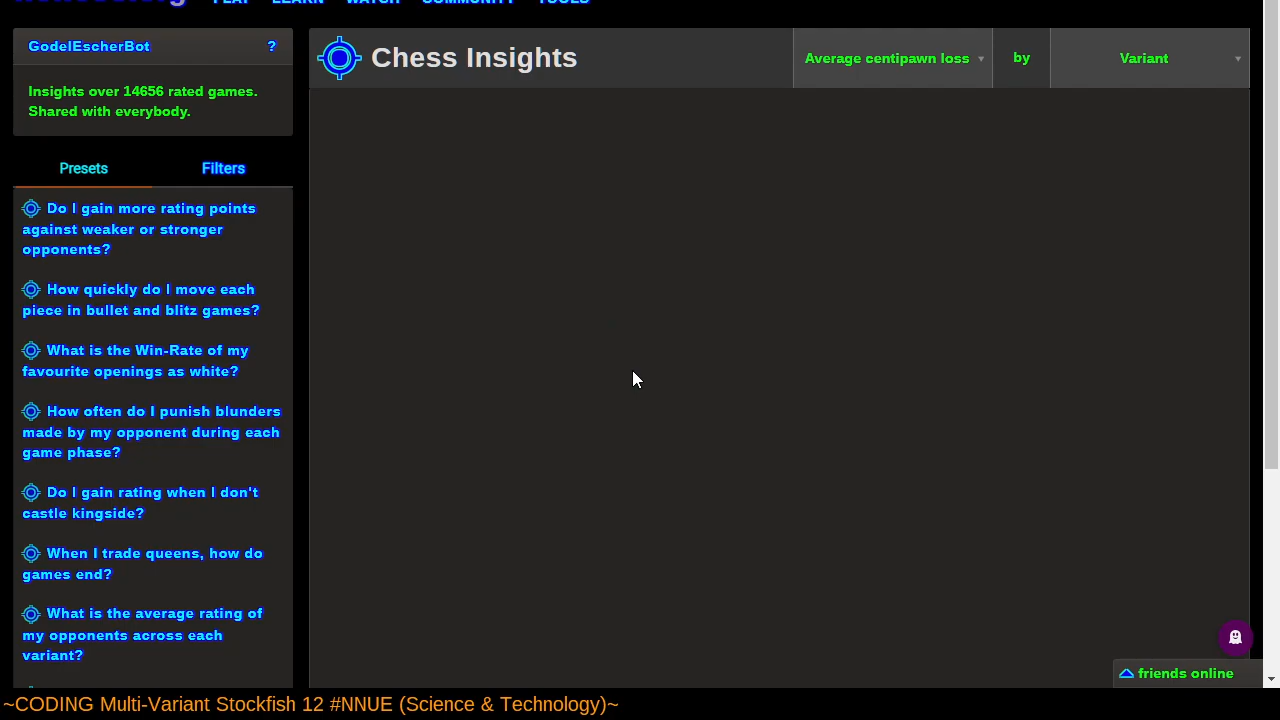 PLAY LEARN WATCH COMMUNITY TOOLS
GodelEscherBot ?
Insights over 14656 rated games.
Shared with everybody.
Presets Filters
Do I gain more rating points
against weaker or stronger
opponents?
How quickly do I move each
piece in bullet and blitz games?
What is the Win-Rate of my
favourite openings as white?
How often do I punish blunders
made by my opponent during each
game phase?
Do I gain rating when I don't
castle kingside?
When I trade queens, how do
games end?
What is the average rating of
my opponents across each
variant?
Chess Insights
Average centipawn loss by Variant
friends online
~CODING Multi-Variant Stockfish 12 #NNUE (Science & Technology)~